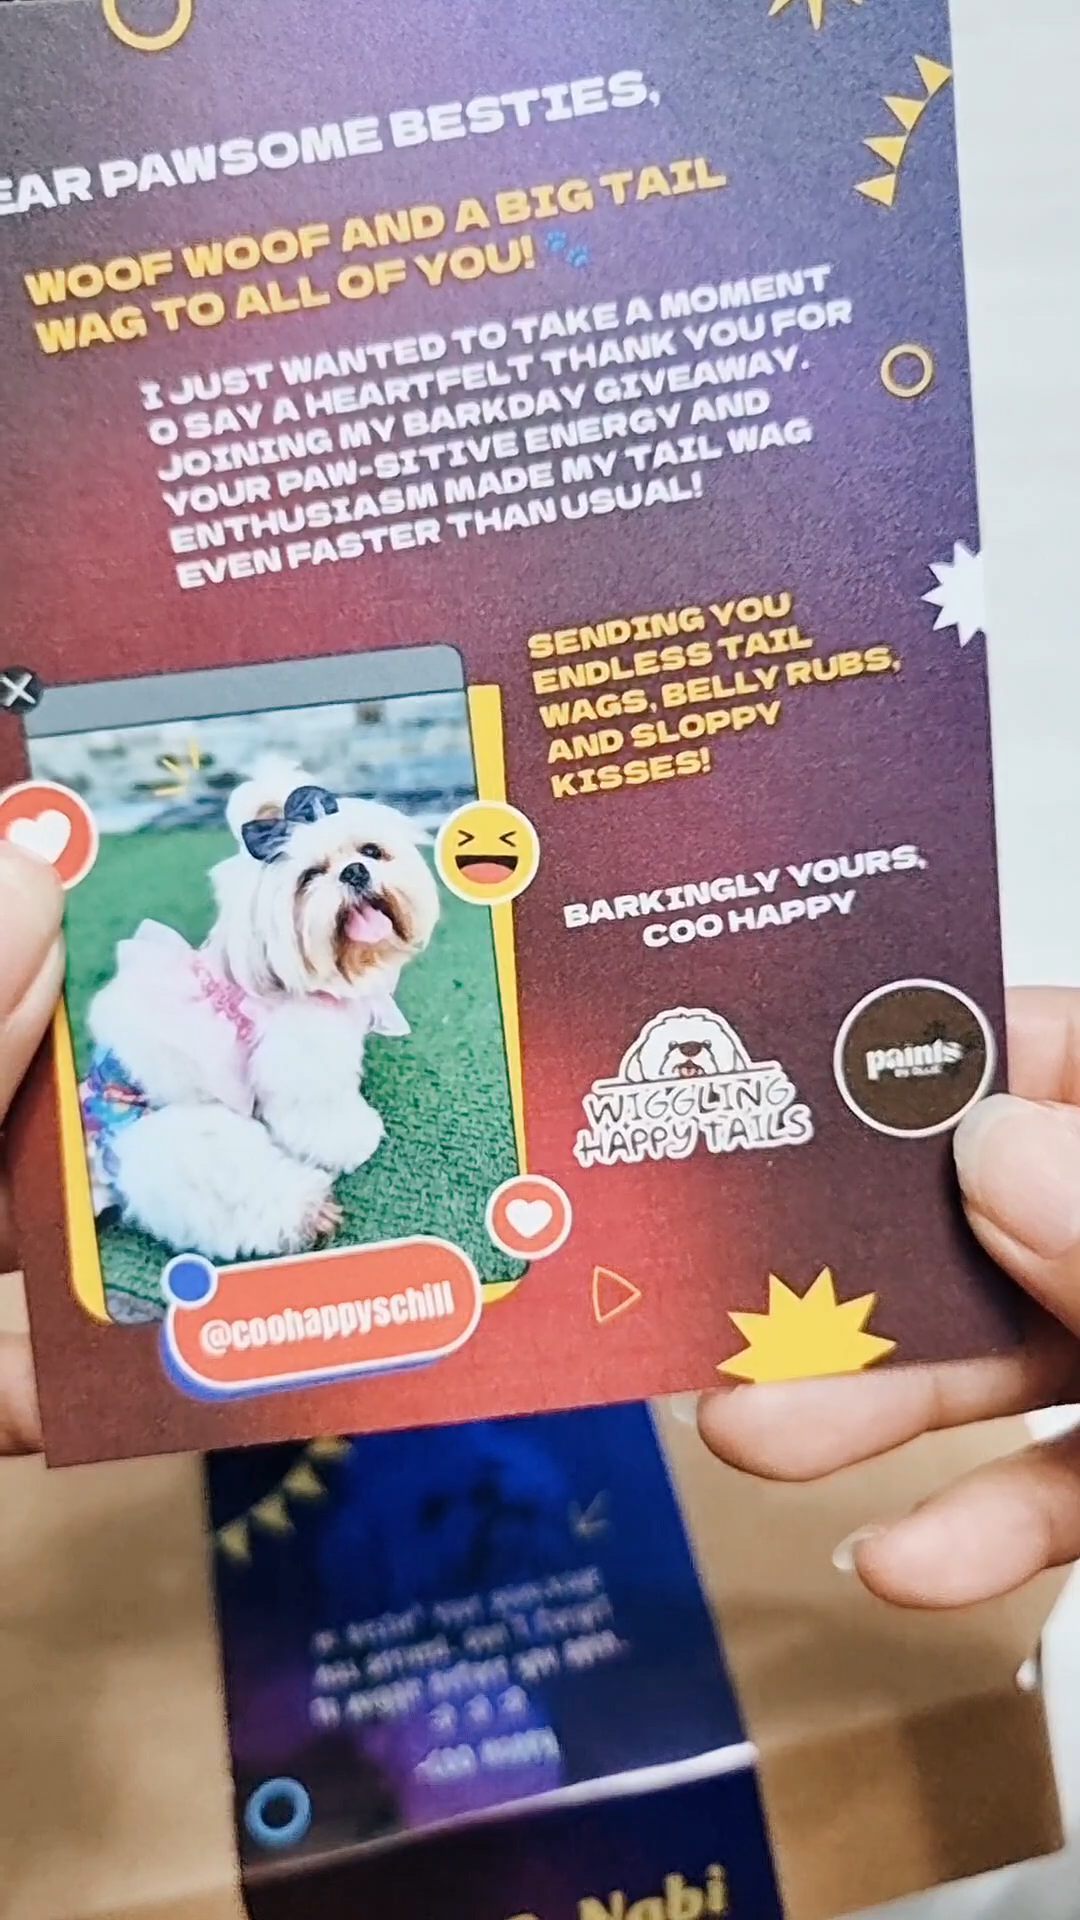 EAR PAWSOME BESTIES,
WOOF WOOF AND A BIG TAIL
WAG TO ALL OF YOU! 🐾
I JUST WANTED TO TAKE A MOMENT
O SAY A HEARTFELT THANK YOU FOR
JOINING MY BARKDAY GIVEAWAY.
YOUR PAW-SITIVE ENERGY AND
ENTHUSIASM MADE MY TAIL WAG
EVEN FASTER THAN USUAL!
SENDING YOU
ENDLESS TAIL
WAGS, BELLY RUBS,
AND SLOPPY
KISSES!
BARKINGLY YOURS,
COO HAPPY
WIGGLING
HAPPY TAILS
paints
@coohappyschill
Nabi